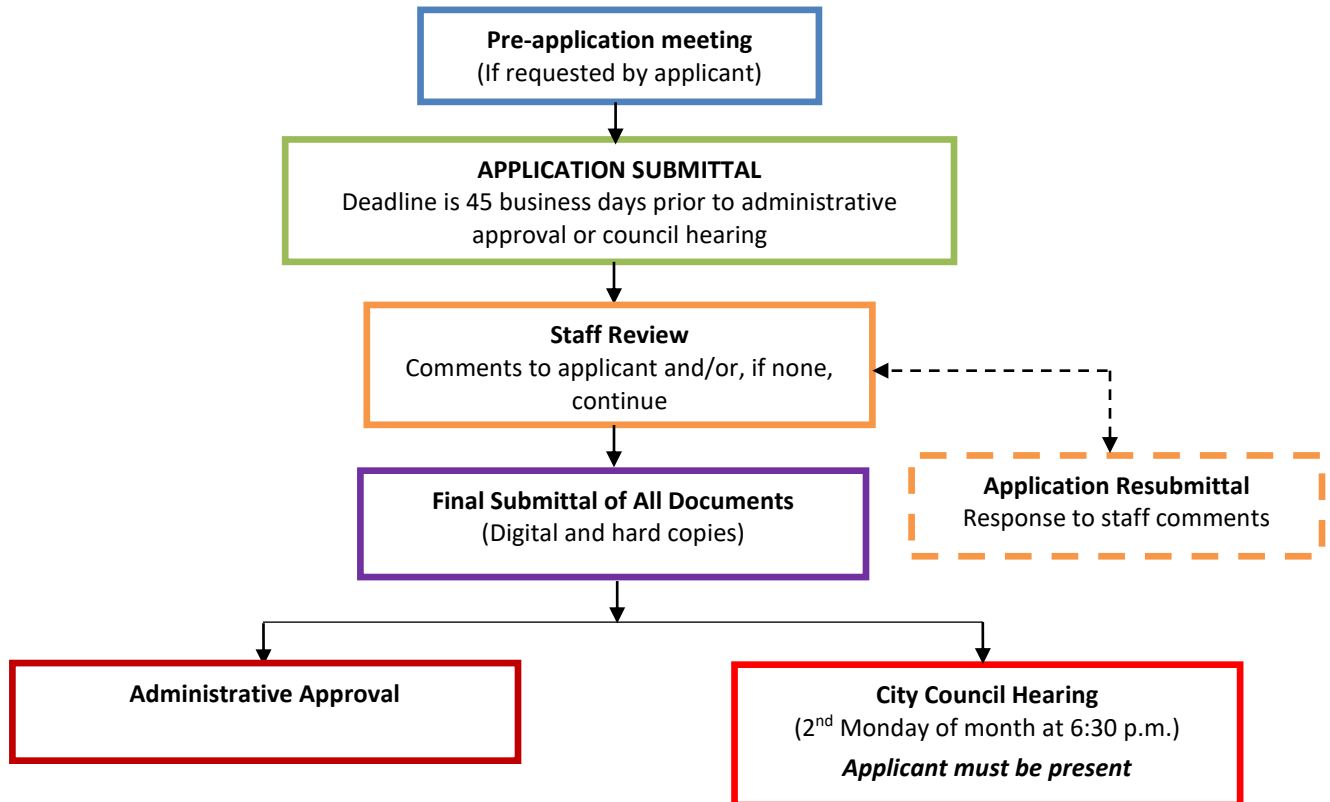 Pre-application meeting
(If requested by applicant)
APPLICATION SUBMITTAL
Deadline is 45 business days prior to administrative
approval or council hearing
Staff Review
Comments to applicant and/or, if none,
continue
Application Resubmittal
Response to staff comments
Final Submittal of All Documents
(Digital and hard copies)
Administrative Approval
City Council Hearing
(2nd Monday of month at 6:30 p.m.)
Applicant must be present